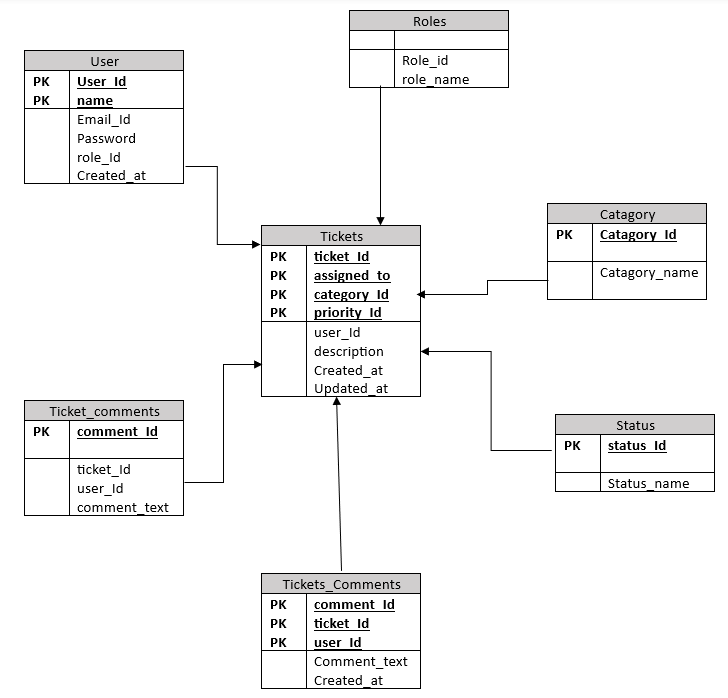 Roles
Role_id
role_name
User
PK User_Id
PK name
Email_Id
Password
role_Id
Created_at
Catagory
PK Catagory_Id
Catagory_name
Tickets
PK ticket_Id
PK assigned_to
PK category_Id
PK priority_Id
user_Id
description
Created_at
Updated_at
Ticket_comments
PK comment_Id
ticket_Id
user_Id
comment_text
Status
PK status_Id
Status_name
Tickets_Comments
PK comment_Id
PK ticket_Id
PK user_Id
Comment_text
Created_at